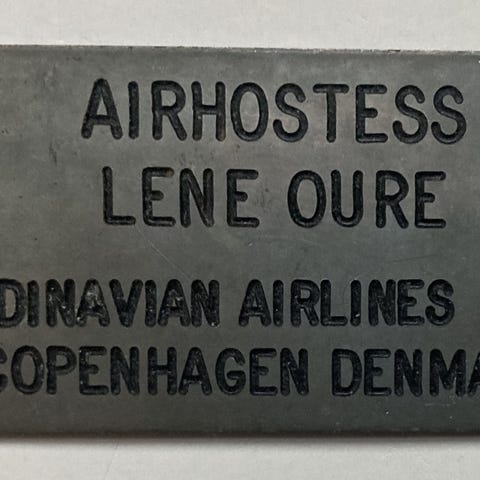 AIRHOSTESS
LENE OURE
DINAVIAN AIRLINES
COPENHAGEN DENMA